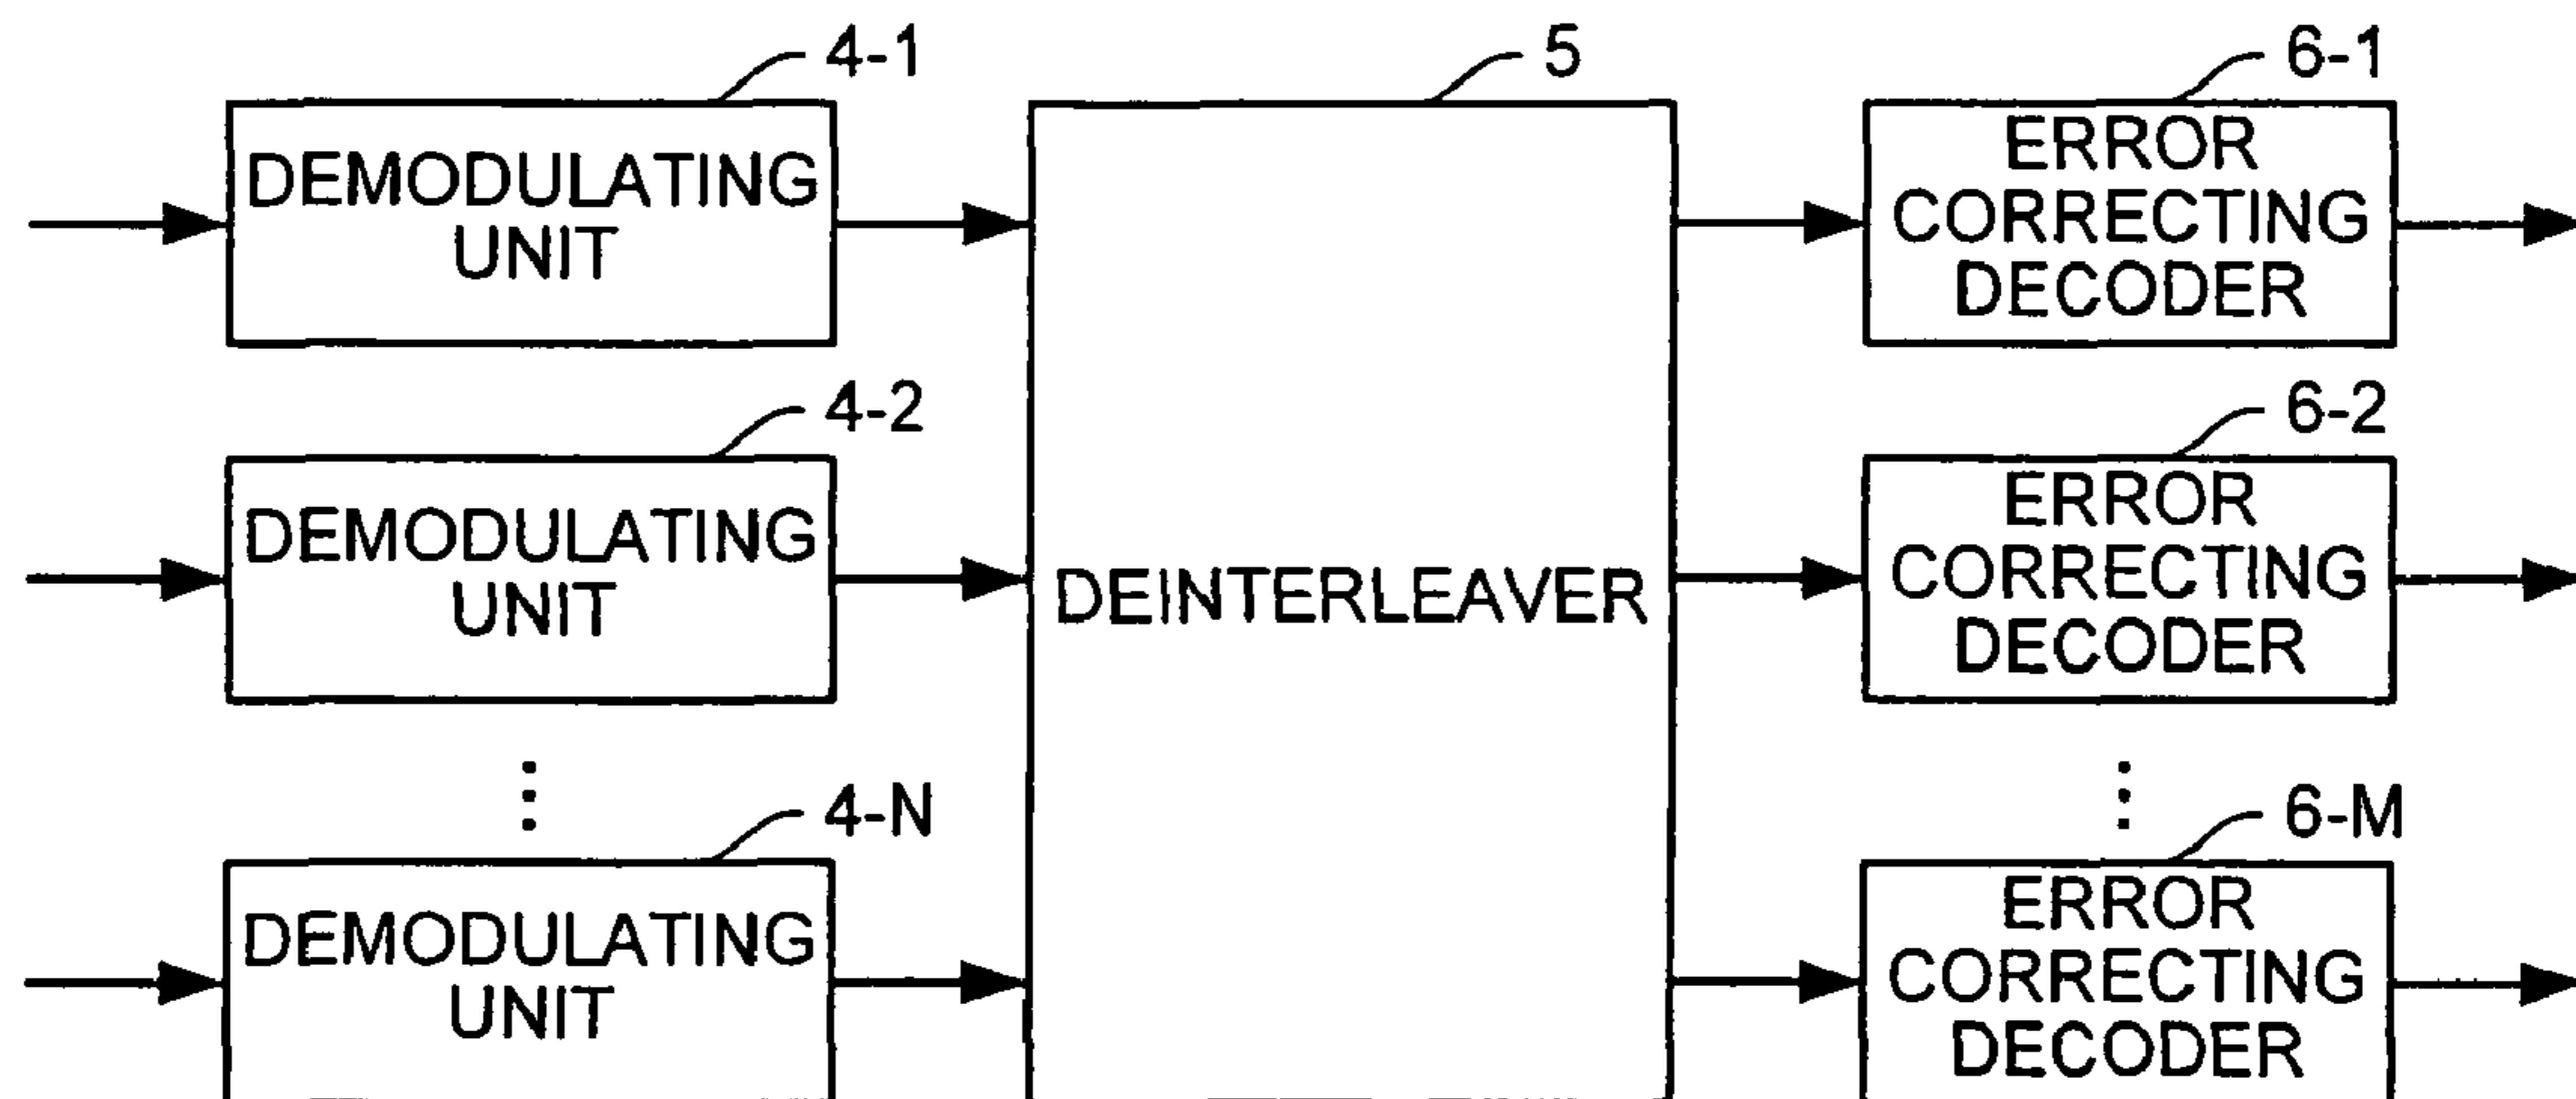 4-1
5
6-1
DEMODULATING
UNIT
ERROR
CORRECTING
DECODER
4-2
6-2
DEMODULATING
UNIT
DEINTERLEAVER
ERROR
CORRECTING
DECODER
4-N
6-M
DEMODULATING
UNIT
ERROR
CORRECTING
DECODER